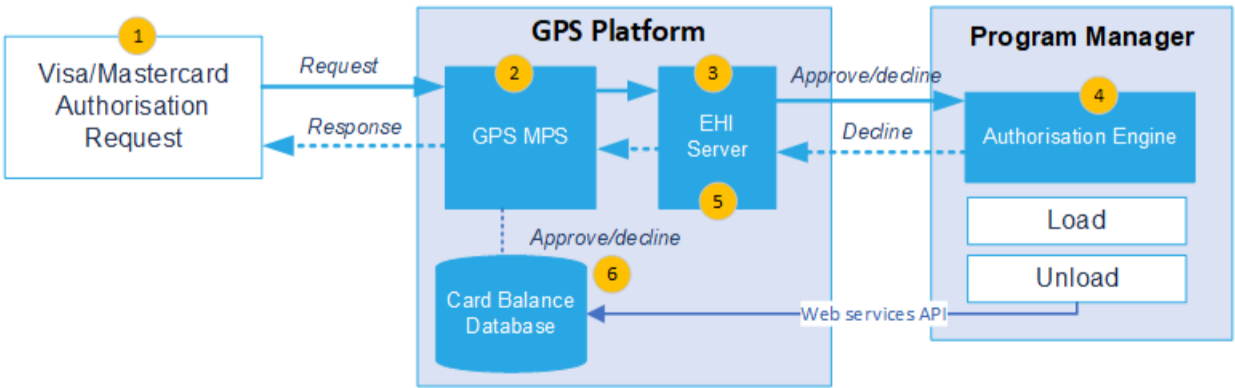 1
Visa/Mastercard
Authorisation
Request
Request
Response
GPS Platform
2
GPS MPS
3
EHI
Server
5
Approve/decline
Decline
Program Manager
4
Authorisation Engine
Load
Unload
Approve/decline
6
Card Balance
Database
Web services API